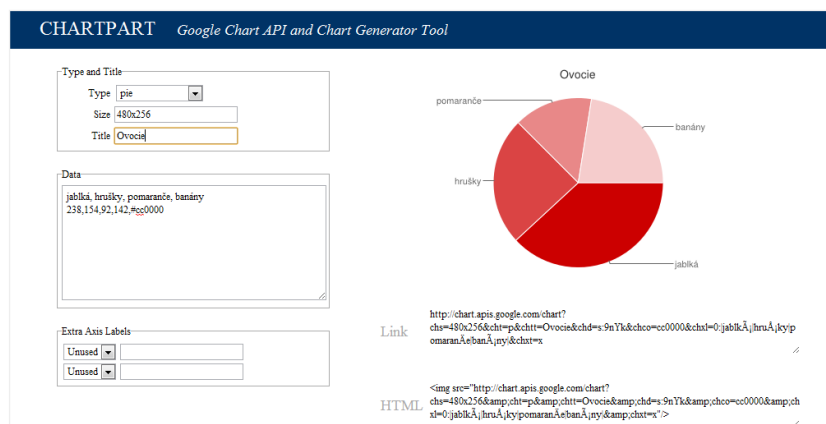 CHARTPART Google Chart API and Chart Generator Tool
Type and Title
Type pie
Size 480x256
Title Ovocie
Data
jablká, hrušky, pomaranče, banány
238,154,92,142,#cc0000
Extra Axis Labels
Unused
Unused
Ovocie
pomaranče
banány
hrušky
jablká
Link
http://chart.apis.google.com/chart?
chs=480x256&cht=p&chtt=Ovocie&chd=s:9nYk&chco=cc0000&chxl=0:|jablkÃ¡|hruÅ¡ky|p
omaranÄe|banÃ¡ny|&chxt=x
HTML
<img src="http://chart.apis.google.com/chart?
chs=480x256&amp;cht=p&amp;chtt=Ovocie&amp;chd=s:9nYk&amp;chco=cc0000&amp;ch
xl=0:|jablkÃ¡|hruÅ¡ky|pomaranÄe|banÃ¡ny|&amp;chxt=x"/>